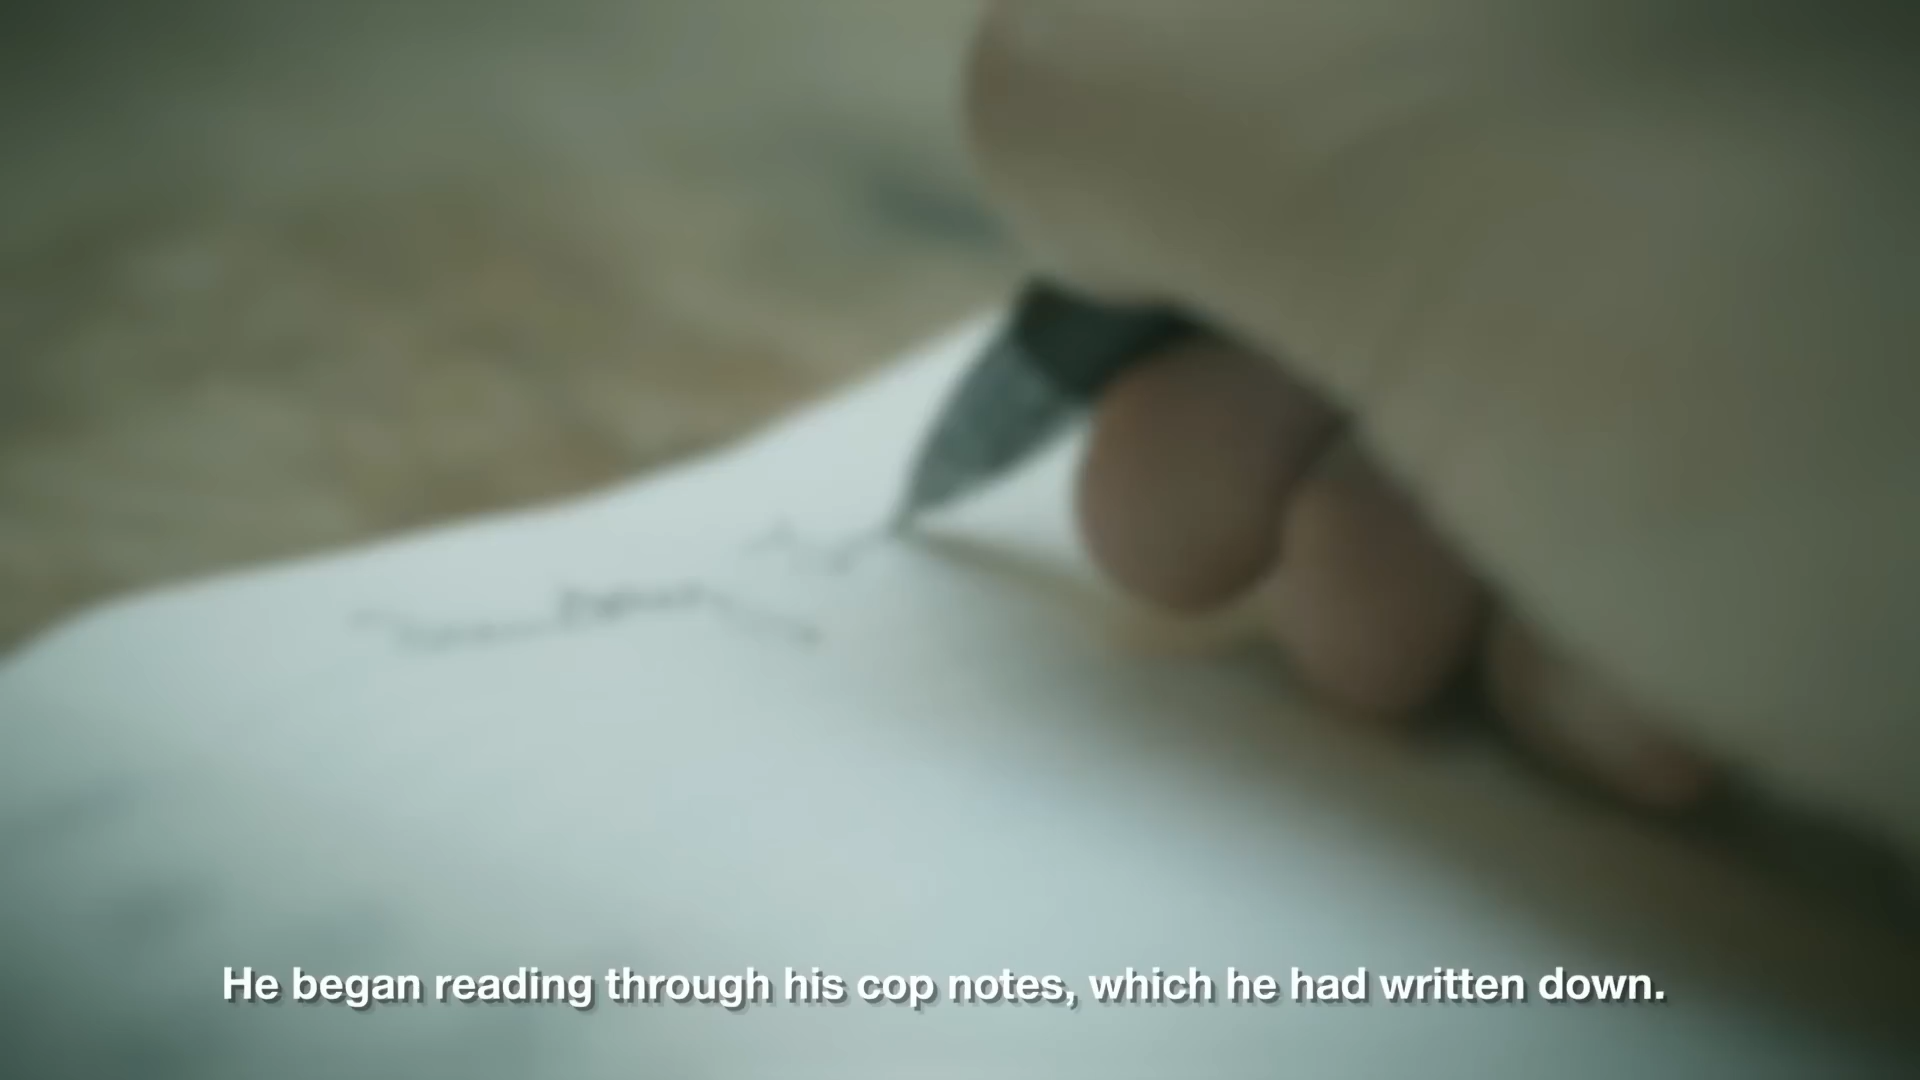 He began reading through his cop notes, which he had written down.